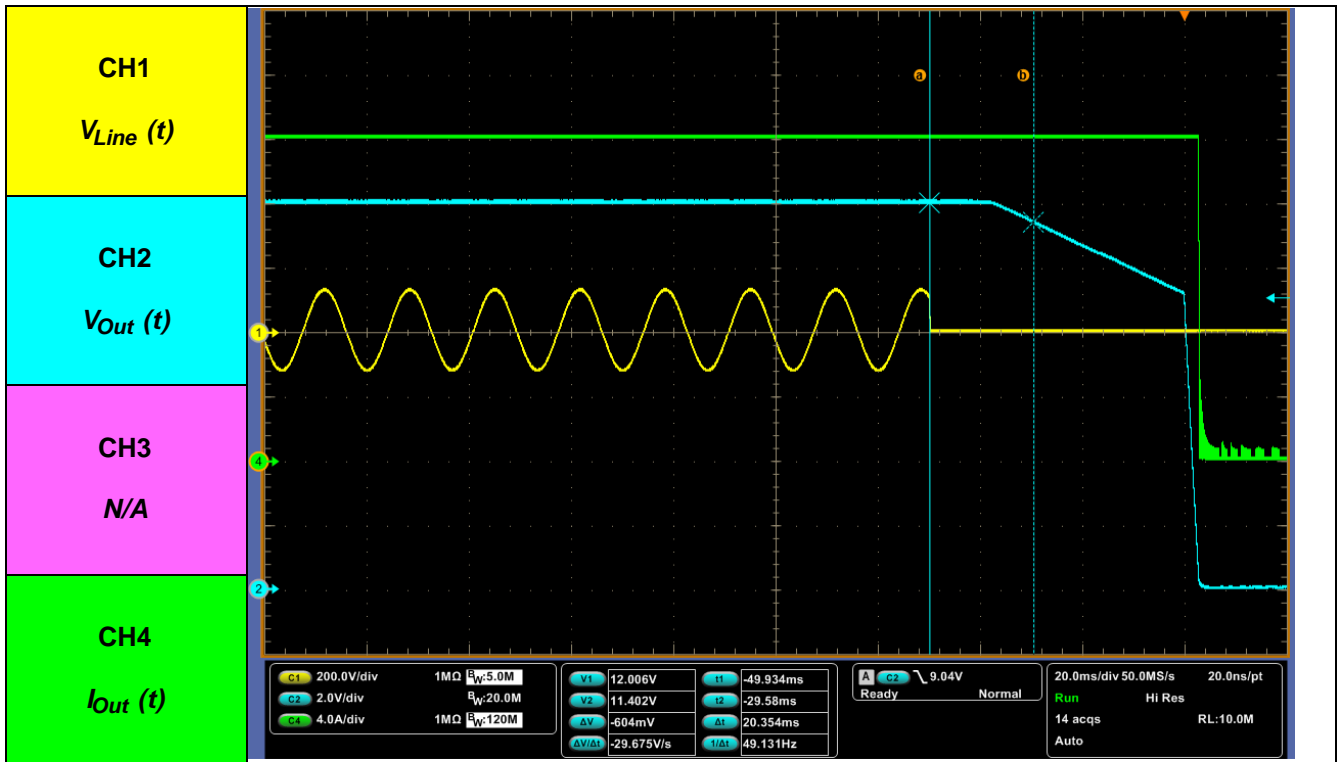 CH1
VLine (t)
CH2
VOut (t)
CH3
N/A
CH4
IOut (t)
a
b
1
4
2
C1 200.0V/div 1MΩ BW:5.0M
C2 2.0V/div BW:20.0M
C4 4.0A/div 1MΩ BW:120M
V1 12.006V t1 -49.934ms
V2 11.402V t2 -29.58ms
ΔV -604mV Δt 20.354ms
ΔV/Δt -29.675V/s 1/Δt 49.131Hz
A C2 9.04V
Ready Normal
20.0ms/div 50.0MS/s 20.0ns/pt
Run Hi Res
14 acqs RL:10.0M
Auto